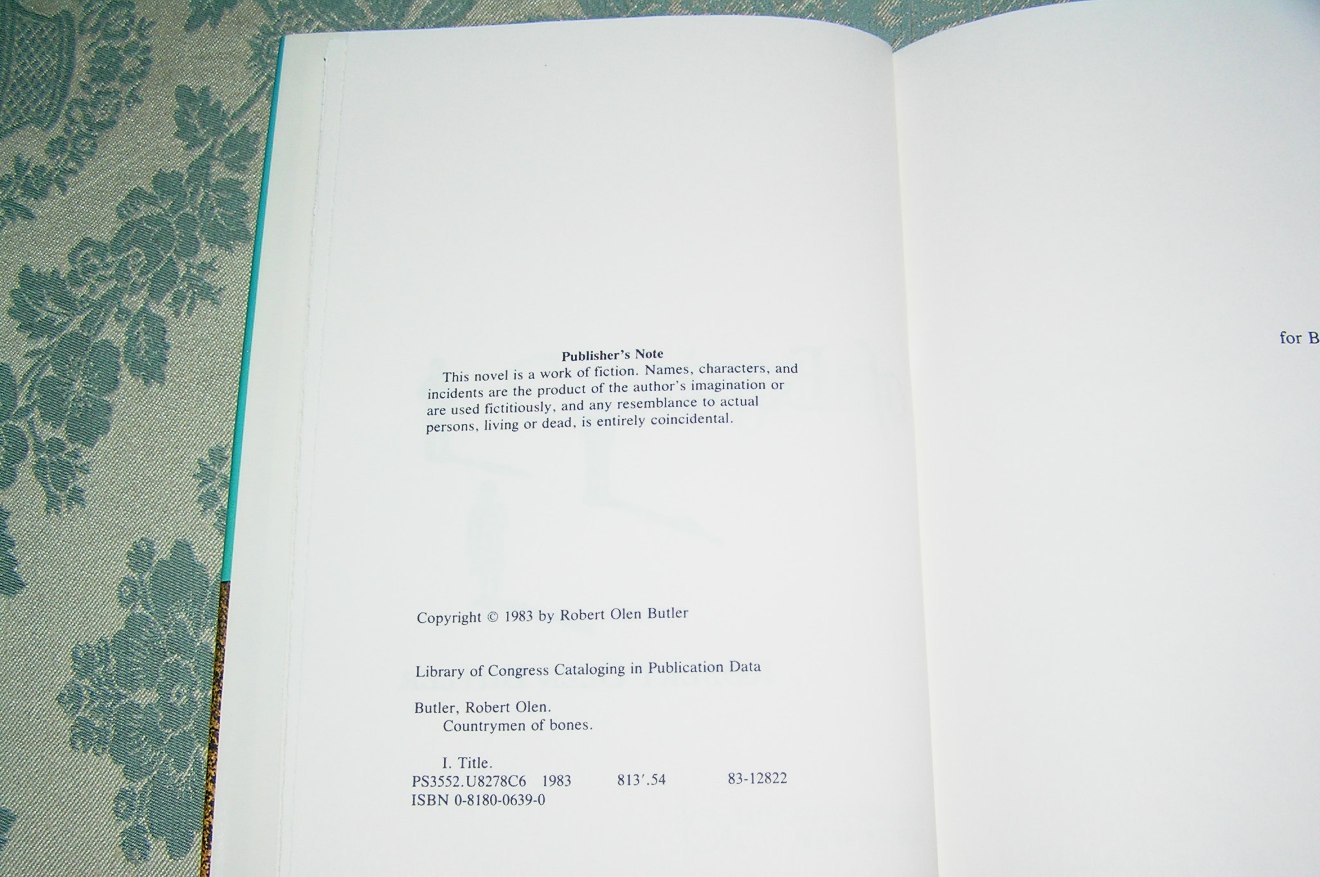 Publisher's Note
This novel is a work of fiction. Names, characters, and
incidents are the product of the author's imagination or
are used fictitiously, and any resemblance to actual
persons, living or dead, is entirely coincidental.
Copyright © 1983 by Robert Olen Butler
Library of Congress Cataloging in Publication Data
Butler, Robert Olen.
Countrymen of bones.
I. Title.
PS3552.U8278C6 1983 813'.54 83-12822
ISBN 0-8180-0639-0
for B